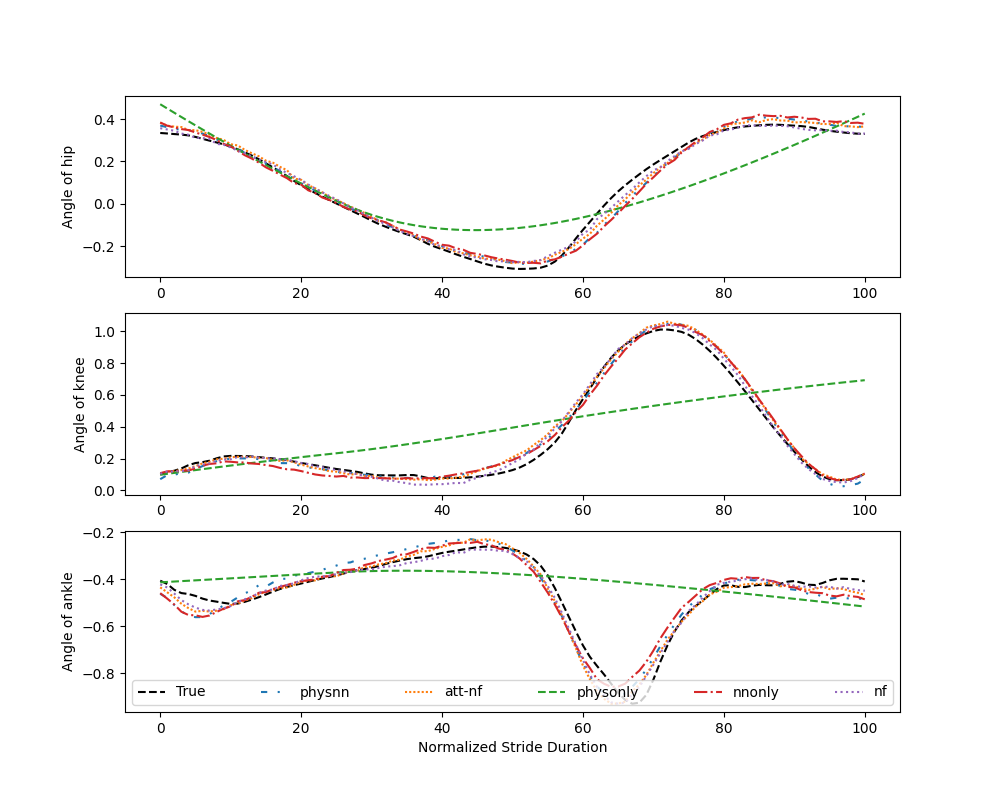 Angle of hip
0.4
0.2
0.0
−0.2
0 20 40 60 80 100
Angle of knee
1.0
0.8
0.6
0.4
0.2
0.0
0 20 40 60 80 100
Angle of ankle
−0.2
−0.4
−0.6
−0.8
True physnn att-nf physonly nnonly nf
0 20 40 60 80 100
Normalized Stride Duration